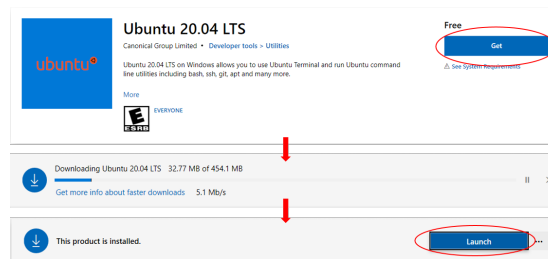 Ubuntu 20.04 LTS
Canonical Group Limited • Developer tools > Utilities
Ubuntu 20.04 LTS on Windows allows you to use Ubuntu Terminal and run Ubuntu command
line utilities including bash, ssh, git, apt and many more.
More
EVERYONE
E
ESRB
ubuntu
Free
Get
See System Requirements
Downloading Ubuntu 20.04 LTS 32.77 MB of 454.1 MB
Get more info about faster downloads 5.1 Mb/s
This product is installed.
Launch
...